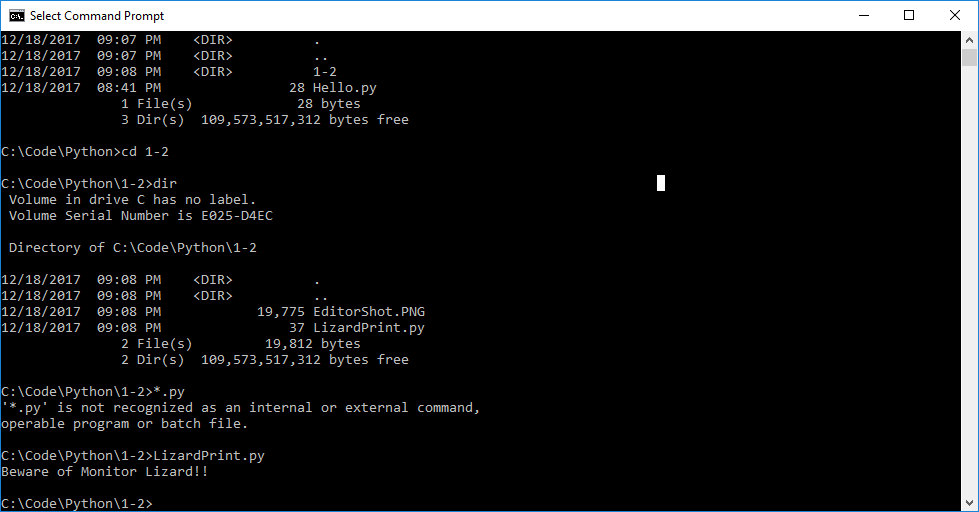 Select Command Prompt
12/18/2017  09:07 PM    <DIR>          .
12/18/2017  09:07 PM    <DIR>          ..
12/18/2017  09:08 PM    <DIR>          1-2
12/18/2017  08:41 PM                28 Hello.py
               1 File(s)             28 bytes
               3 Dir(s)  109,573,517,312 bytes free
C:\Code\Python>cd 1-2
C:\Code\Python\1-2>dir
 Volume in drive C has no label.
 Volume Serial Number is E025-D4EC
 Directory of C:\Code\Python\1-2
12/18/2017  09:08 PM    <DIR>          .
12/18/2017  09:08 PM    <DIR>          ..
12/18/2017  09:08 PM            19,775 EditorShot.PNG
12/18/2017  09:08 PM                37 LizardPrint.py
               2 File(s)         19,812 bytes
               2 Dir(s)  109,573,517,312 bytes free
C:\Code\Python\1-2>*.py
'*.py' is not recognized as an internal or external command,
operable program or batch file.
C:\Code\Python\1-2>LizardPrint.py
Beware of Monitor Lizard!!
C:\Code\Python\1-2>